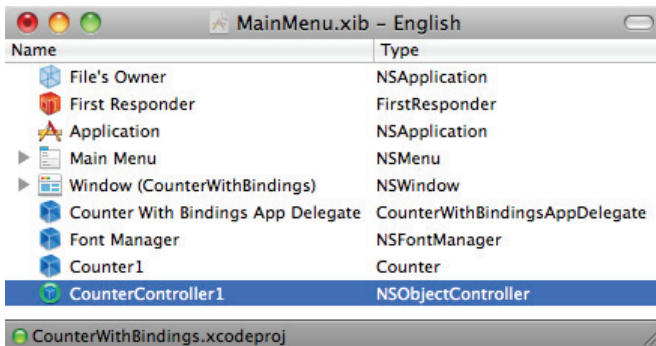 MainMenu.xib – English
Name Type
File's Owner NSApplication
First Responder FirstResponder
Application NSApplication
Main Menu NSMenu
Window (CounterWithBindings) NSWindow
Counter With Bindings App Delegate CounterWithBindingsAppDelegate
Font Manager NSFontManager
Counter1 Counter
CounterController1 NSObjectController
CounterWithBindings.xcodeproj